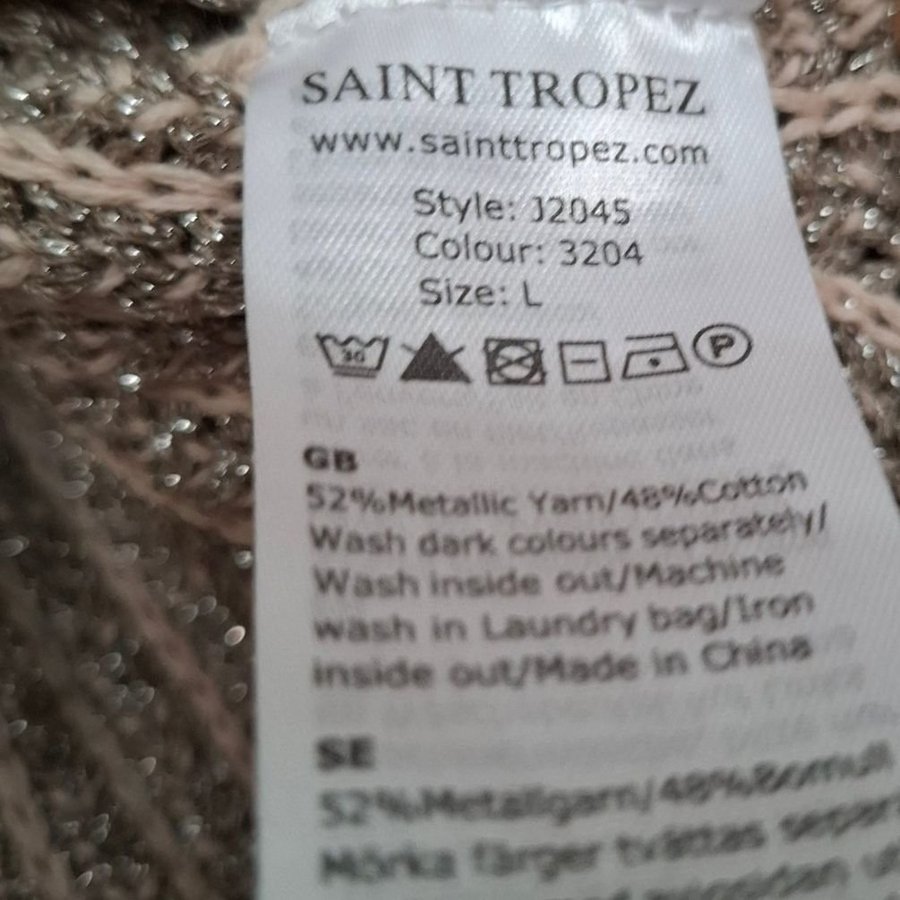 SAINT TROPEZ
www.sainttropez.com
Style: J2045
Colour: 3204
Size: L
30 P
GB
52%Metallic Yarn/48%Cotton
Wash dark colours separately/
Wash inside out/Machine
wash in Laundry bag/Iron
inside out/Made in China
SE
52%Metallgarn/48%Bomull
Mörka färger tvättas separ